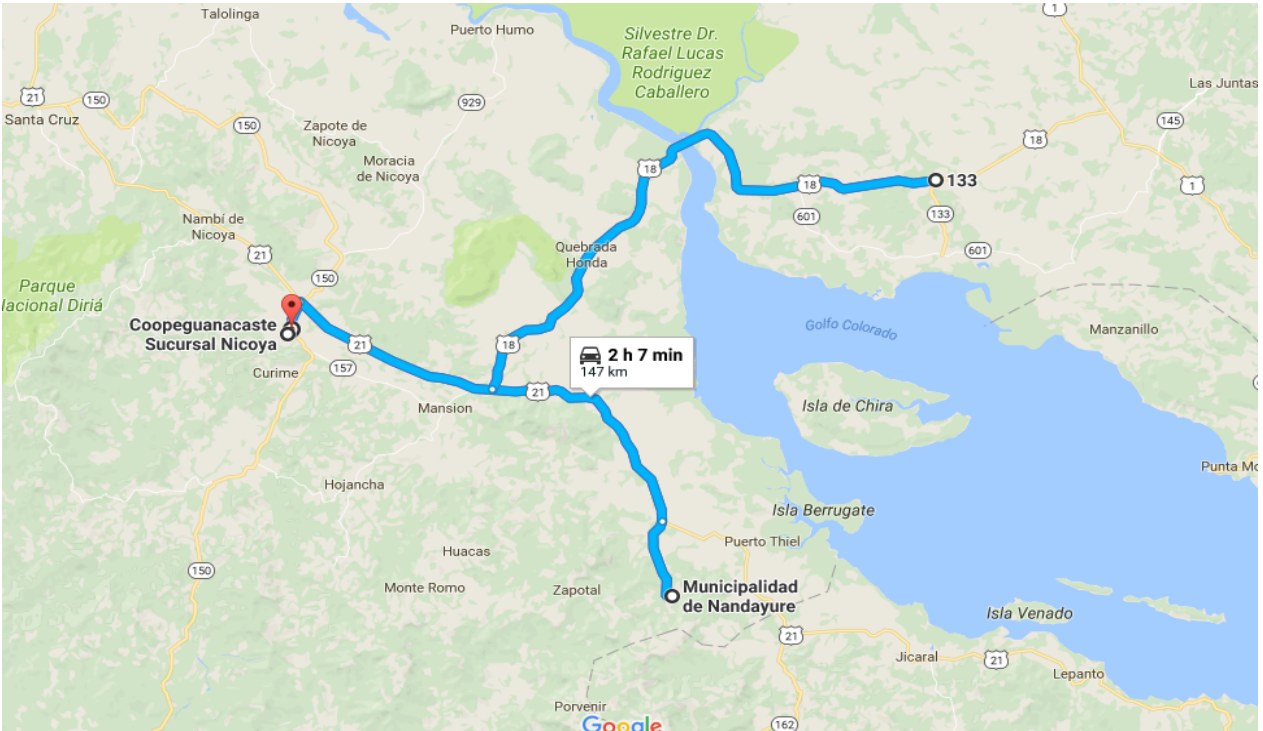 Talolinga
Puerto Humo
Silvestre Dr.
Rafael Lucas
Rodriguez
Caballero
1
Las Juntas
21
150
929
Santa Cruz
150
Zapote de
Nicoya
145
18
Moracia
de Nicoya
18
18
133
1
Nambí de
Nicoya
601
133
21
Quebrada
Honda
601
150
Parque
Nacional Diriá
Coopeguanacaste
Sucursal Nicoya
Golfo Colorado
Manzanillo
21
18
2 h 7 min
147 km
Curime
157
21
Mansion
Isla de Chira
Punta Mo
Hojancha
Isla Berrugate
Puerto Thiel
Huacas
150
Monte Romo
Zapotal
Municipalidad
de Nandayure
Isla Venado
21
Jicaral
21
Lepanto
Porvenir
Google
162